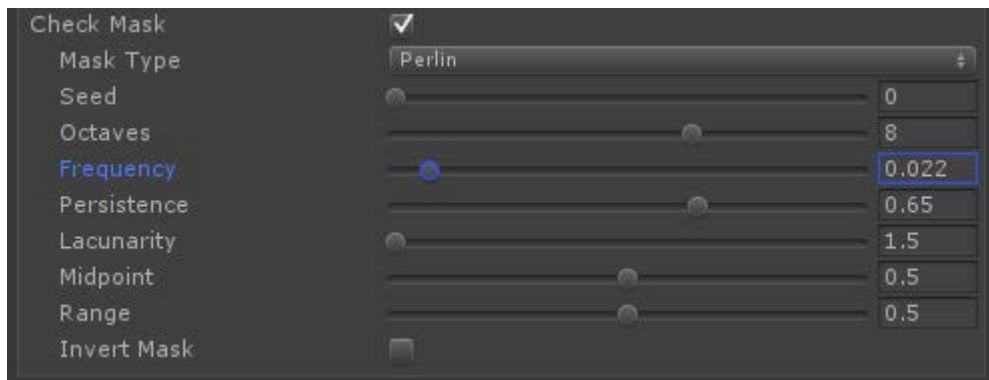 Check Mask
Mask Type Perlin
Seed 0
Octaves 8
Frequency 0.022
Persistence 0.65
Lacunarity 1.5
Midpoint 0.5
Range 0.5
Invert Mask